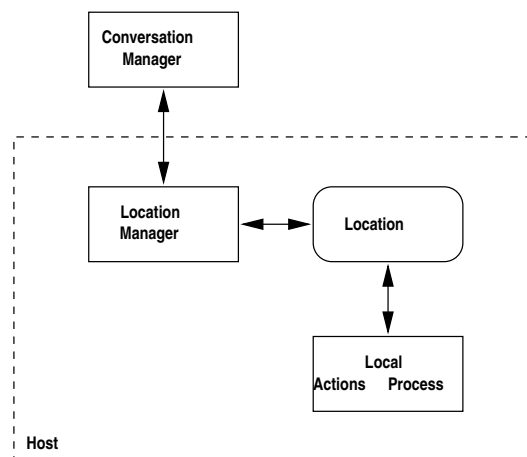 Conversation
Manager
Location
Manager
Location
Local
Actions Process
Host